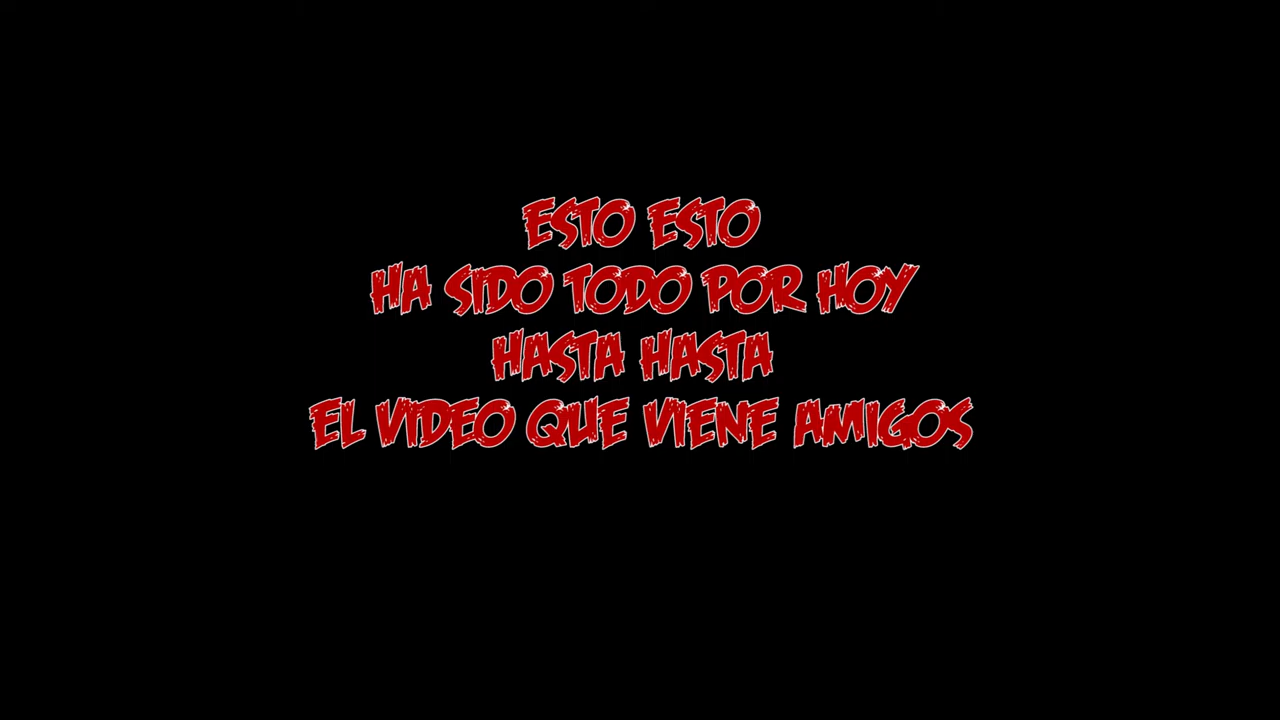 ESTO ESTO
HA SIDO TODO POR HOY
HASTA HASTA
EL VIDEO QUE VIENE AMIGOS